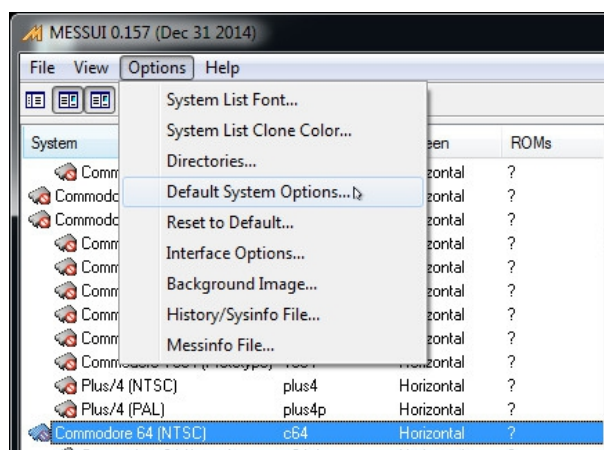 MESSUI 0.157 (Dec 31 2014)
File View Options Help
System List Font...
System List Clone Color...
Directories...
Default System Options...
Reset to Default...
Interface Options...
Background Image...
History/Sysinfo File...
Messinfo File...
System ROMs
?
Commodo ?
Commodo ?
?
?
?
?
?
?
Plus/4 (NTSC) plus4 Horizontal ?
Plus/4 (PAL) plus4p Horizontal ?
Commodore 64 (NTSC) c64 Horizontal ?